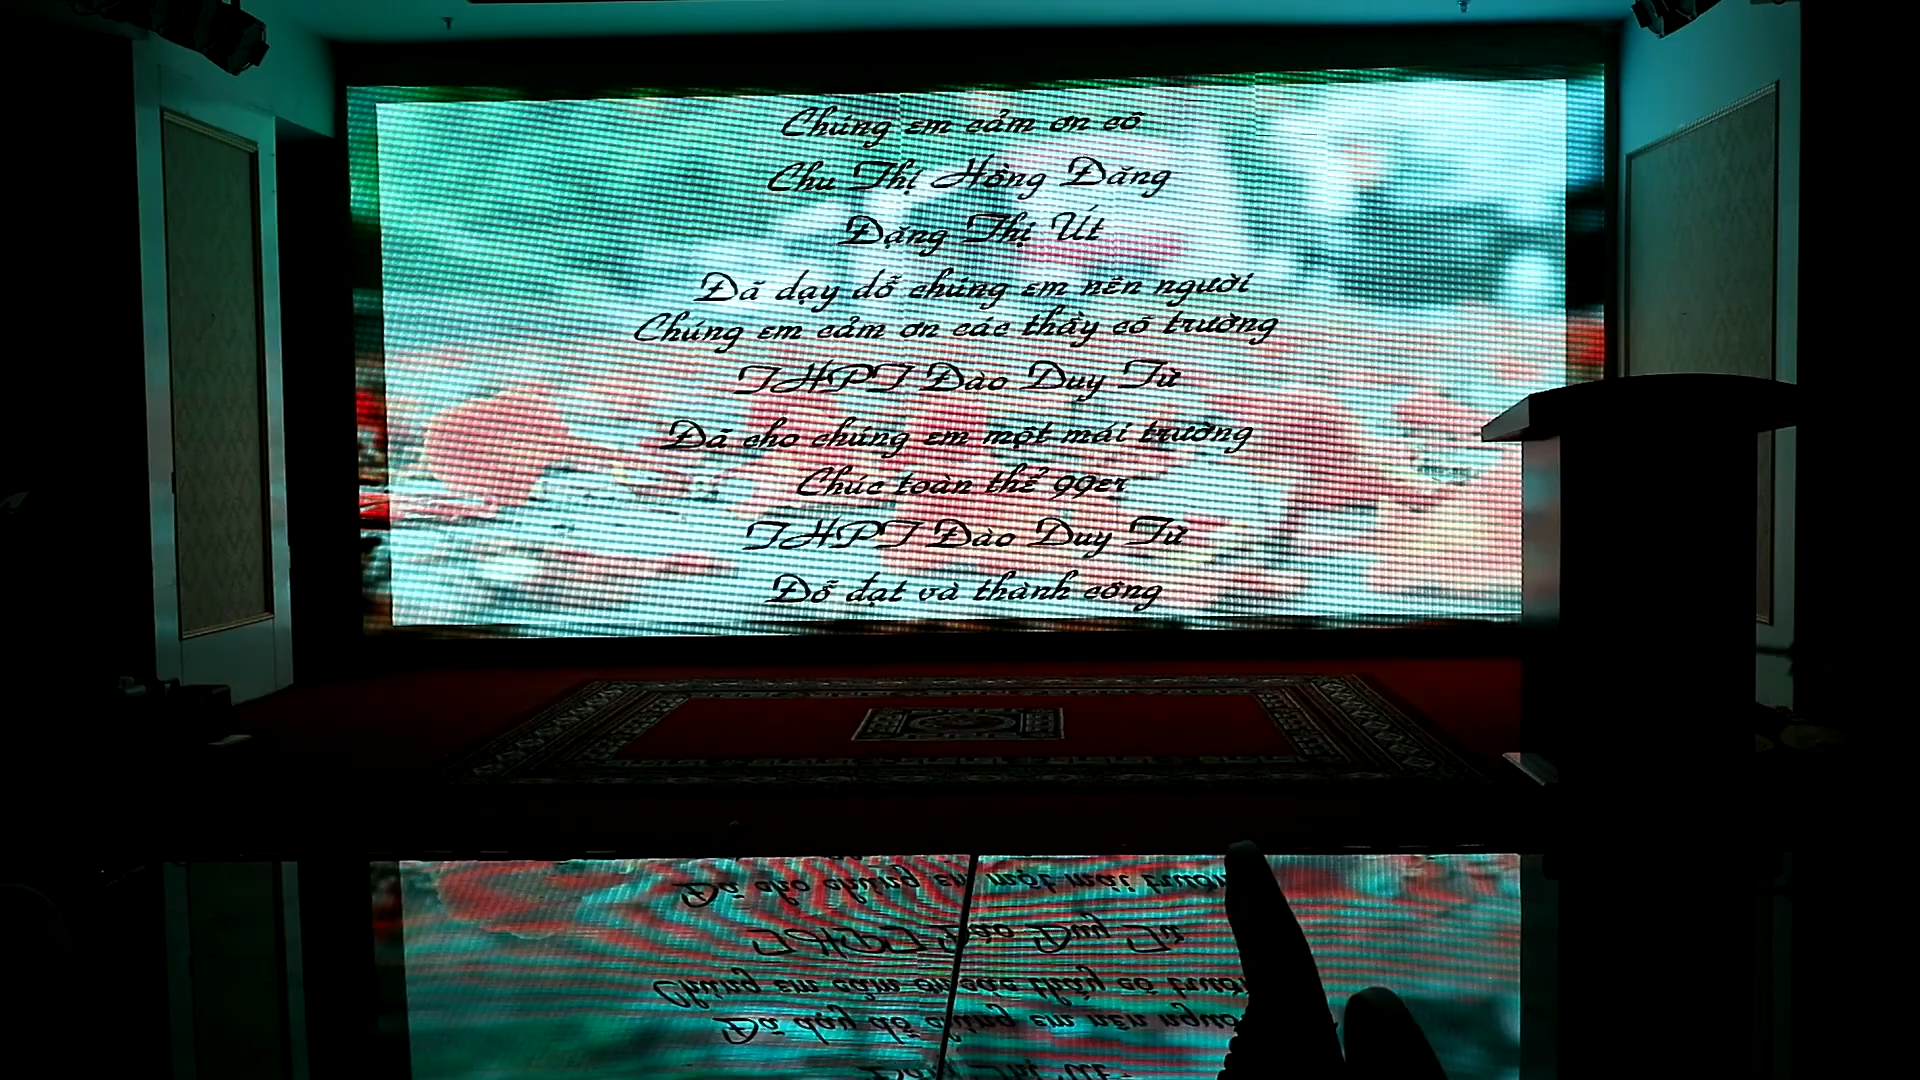 Chúng em cảm ơn cô
Chu Thị Hồng Đăng
Đặng Thị Út
Đã dạy dỗ chúng em nên người
Chúng em cảm ơn các thầy cô trường
THPT Đào Duy Từ
Đã cho chúng em một mái trường
Chúc toàn thể 99er
THPT Đào Duy Từ
Đỗ đạt và thành công